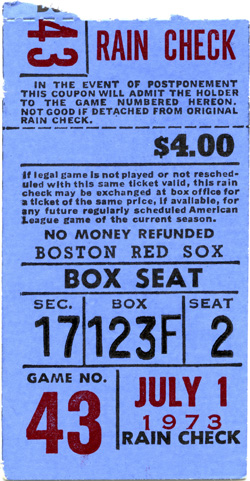 43
RAIN CHECK
IN THE EVENT OF POSTPONEMENT
THIS COUPON WILL ADMIT THE HOLDER
TO THE GAME NUMBERED HEREON.
NOT GOOD IF DETACHED FROM ORIGINAL
RAIN CHECK.
$4.00
If legal game is not played or not resched-
uled with this same ticket valid, this rain
check may be exchanged at box office for
a ticket of the same price, if available, for
any future regularly scheduled American
League game of the current season.
NO MONEY REFUNDED
BOSTON RED SOX
BOX SEAT
SEC. BOX SEAT
17 123F 2
GAME NO.
43
JULY 1
1973
RAIN CHECK